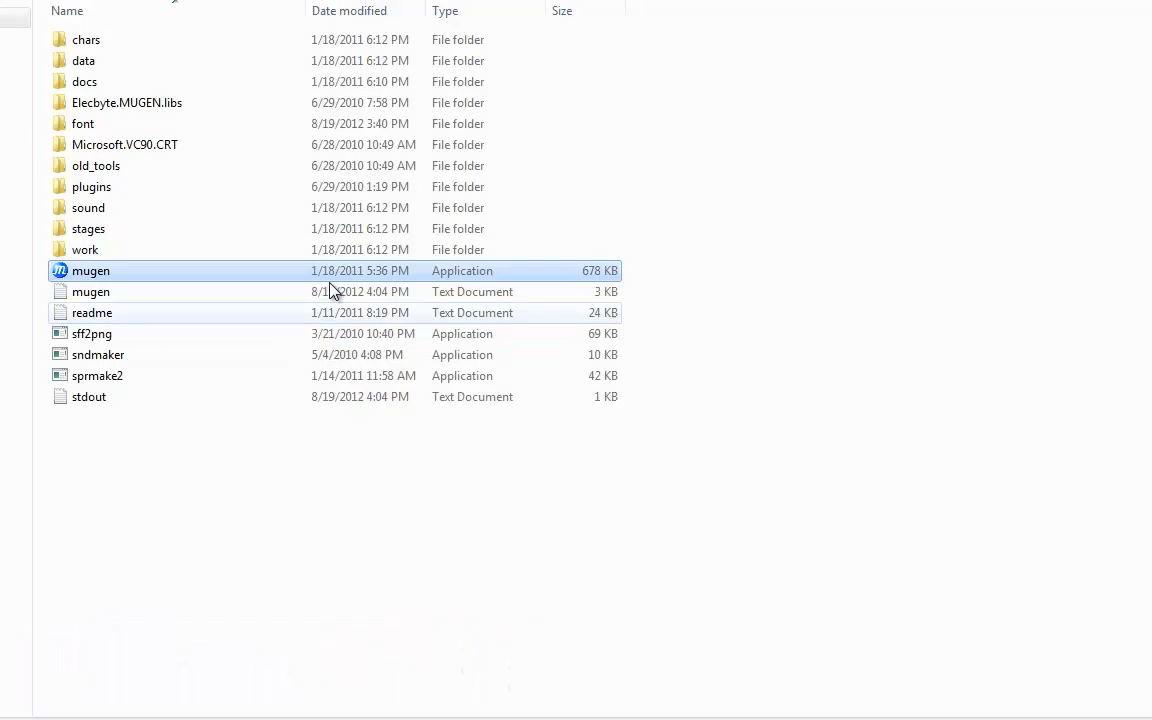 Name Date modified Type Size
chars 1/18/2011 6:12 PM File folder
data 1/18/2011 6:12 PM File folder
docs 1/18/2011 6:10 PM File folder
Elecbyte.MUGEN.libs 6/29/2010 7:58 PM File folder
font 8/19/2012 3:40 PM File folder
Microsoft.VC90.CRT 6/28/2010 10:49 AM File folder
old_tools 6/28/2010 10:49 AM File folder
plugins 6/29/2010 1:19 PM File folder
sound 1/18/2011 6:12 PM File folder
stages 1/18/2011 6:12 PM File folder
work 1/18/2011 6:12 PM File folder
mugen 1/18/2011 5:36 PM Application 678 KB
mugen 4:04 PM Text Document 3 KB
readme 1/11/2011 8:19 PM Text Document 24 KB
sff2png 3/21/2010 10:40 PM Application 69 KB
sndmaker 5/4/2010 4:08 PM Application 10 KB
sprmake2 1/14/2011 11:58 AM Application 42 KB
stdout 8/19/2012 4:04 PM Text Document 1 KB